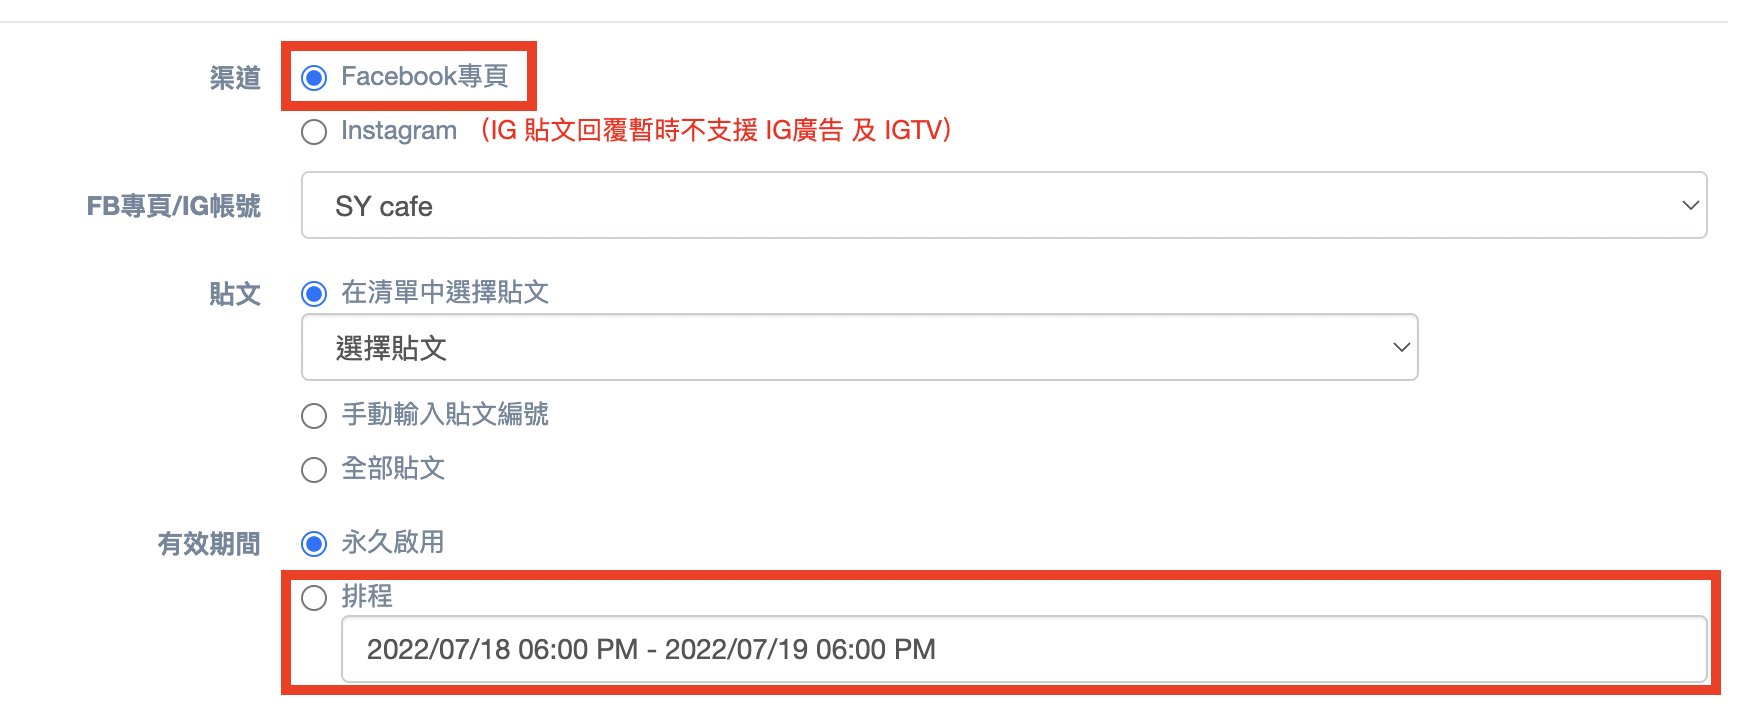 渠道 Facebook專頁
Instagram （IG 貼文回覆暫時不支援 IG廣告 及 IGTV）
FB專頁/IG帳號 SY cafe
貼文 在清單中選擇貼文
選擇貼文
手動輸入貼文編號
全部貼文
有效期間 永久啟用
排程
2022/07/18 06:00 PM - 2022/07/19 06:00 PM